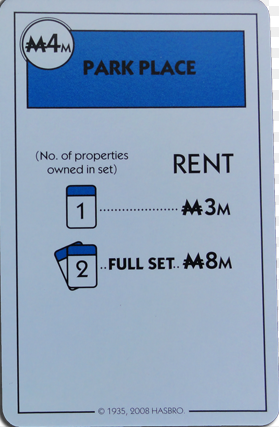 ₩4M
PARK PLACE
(No. of properties
owned in set)
RENT
1 ........................ ₩3M
2 ..FULL SET.. ₩8M
© 1935, 2008 HASBRO.